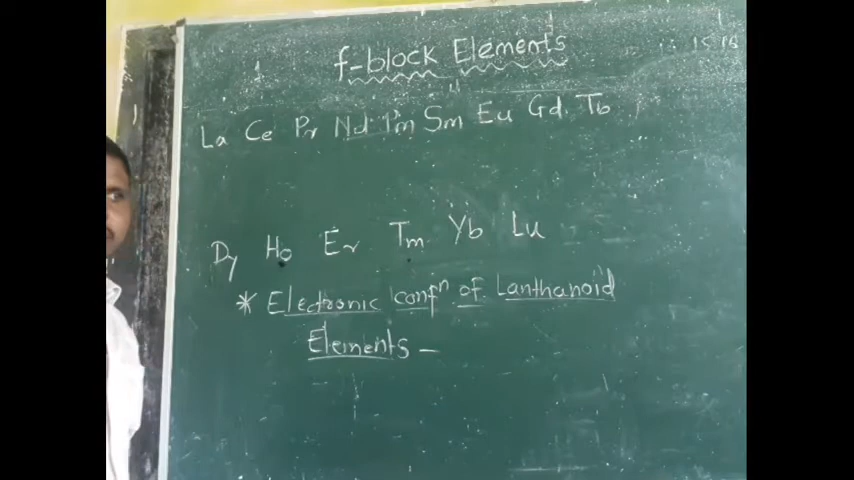 f-block Elements
La Ce Pr Nd Pm Sm Eu Gd Tb
Dy Ho Er Tm Yb Lu
* Electronic confⁿ of Lanthanoid
Elements -